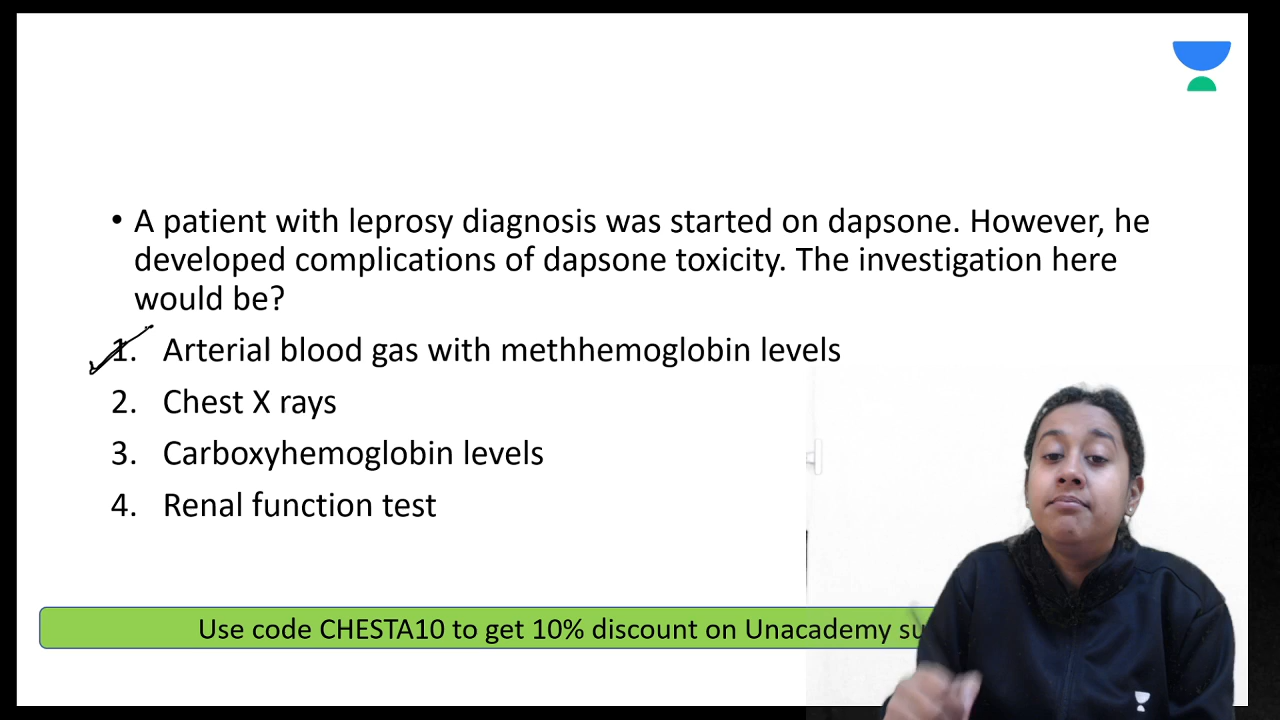 • A patient with leprosy diagnosis was started on dapsone. However, he
developed complications of dapsone toxicity. The investigation here
would be?
1. Arterial blood gas with methhemoglobin levels
2. Chest X rays
3. Carboxyhemoglobin levels
4. Renal function test
Use code CHESTA10 to get 10% discount on Unacademy